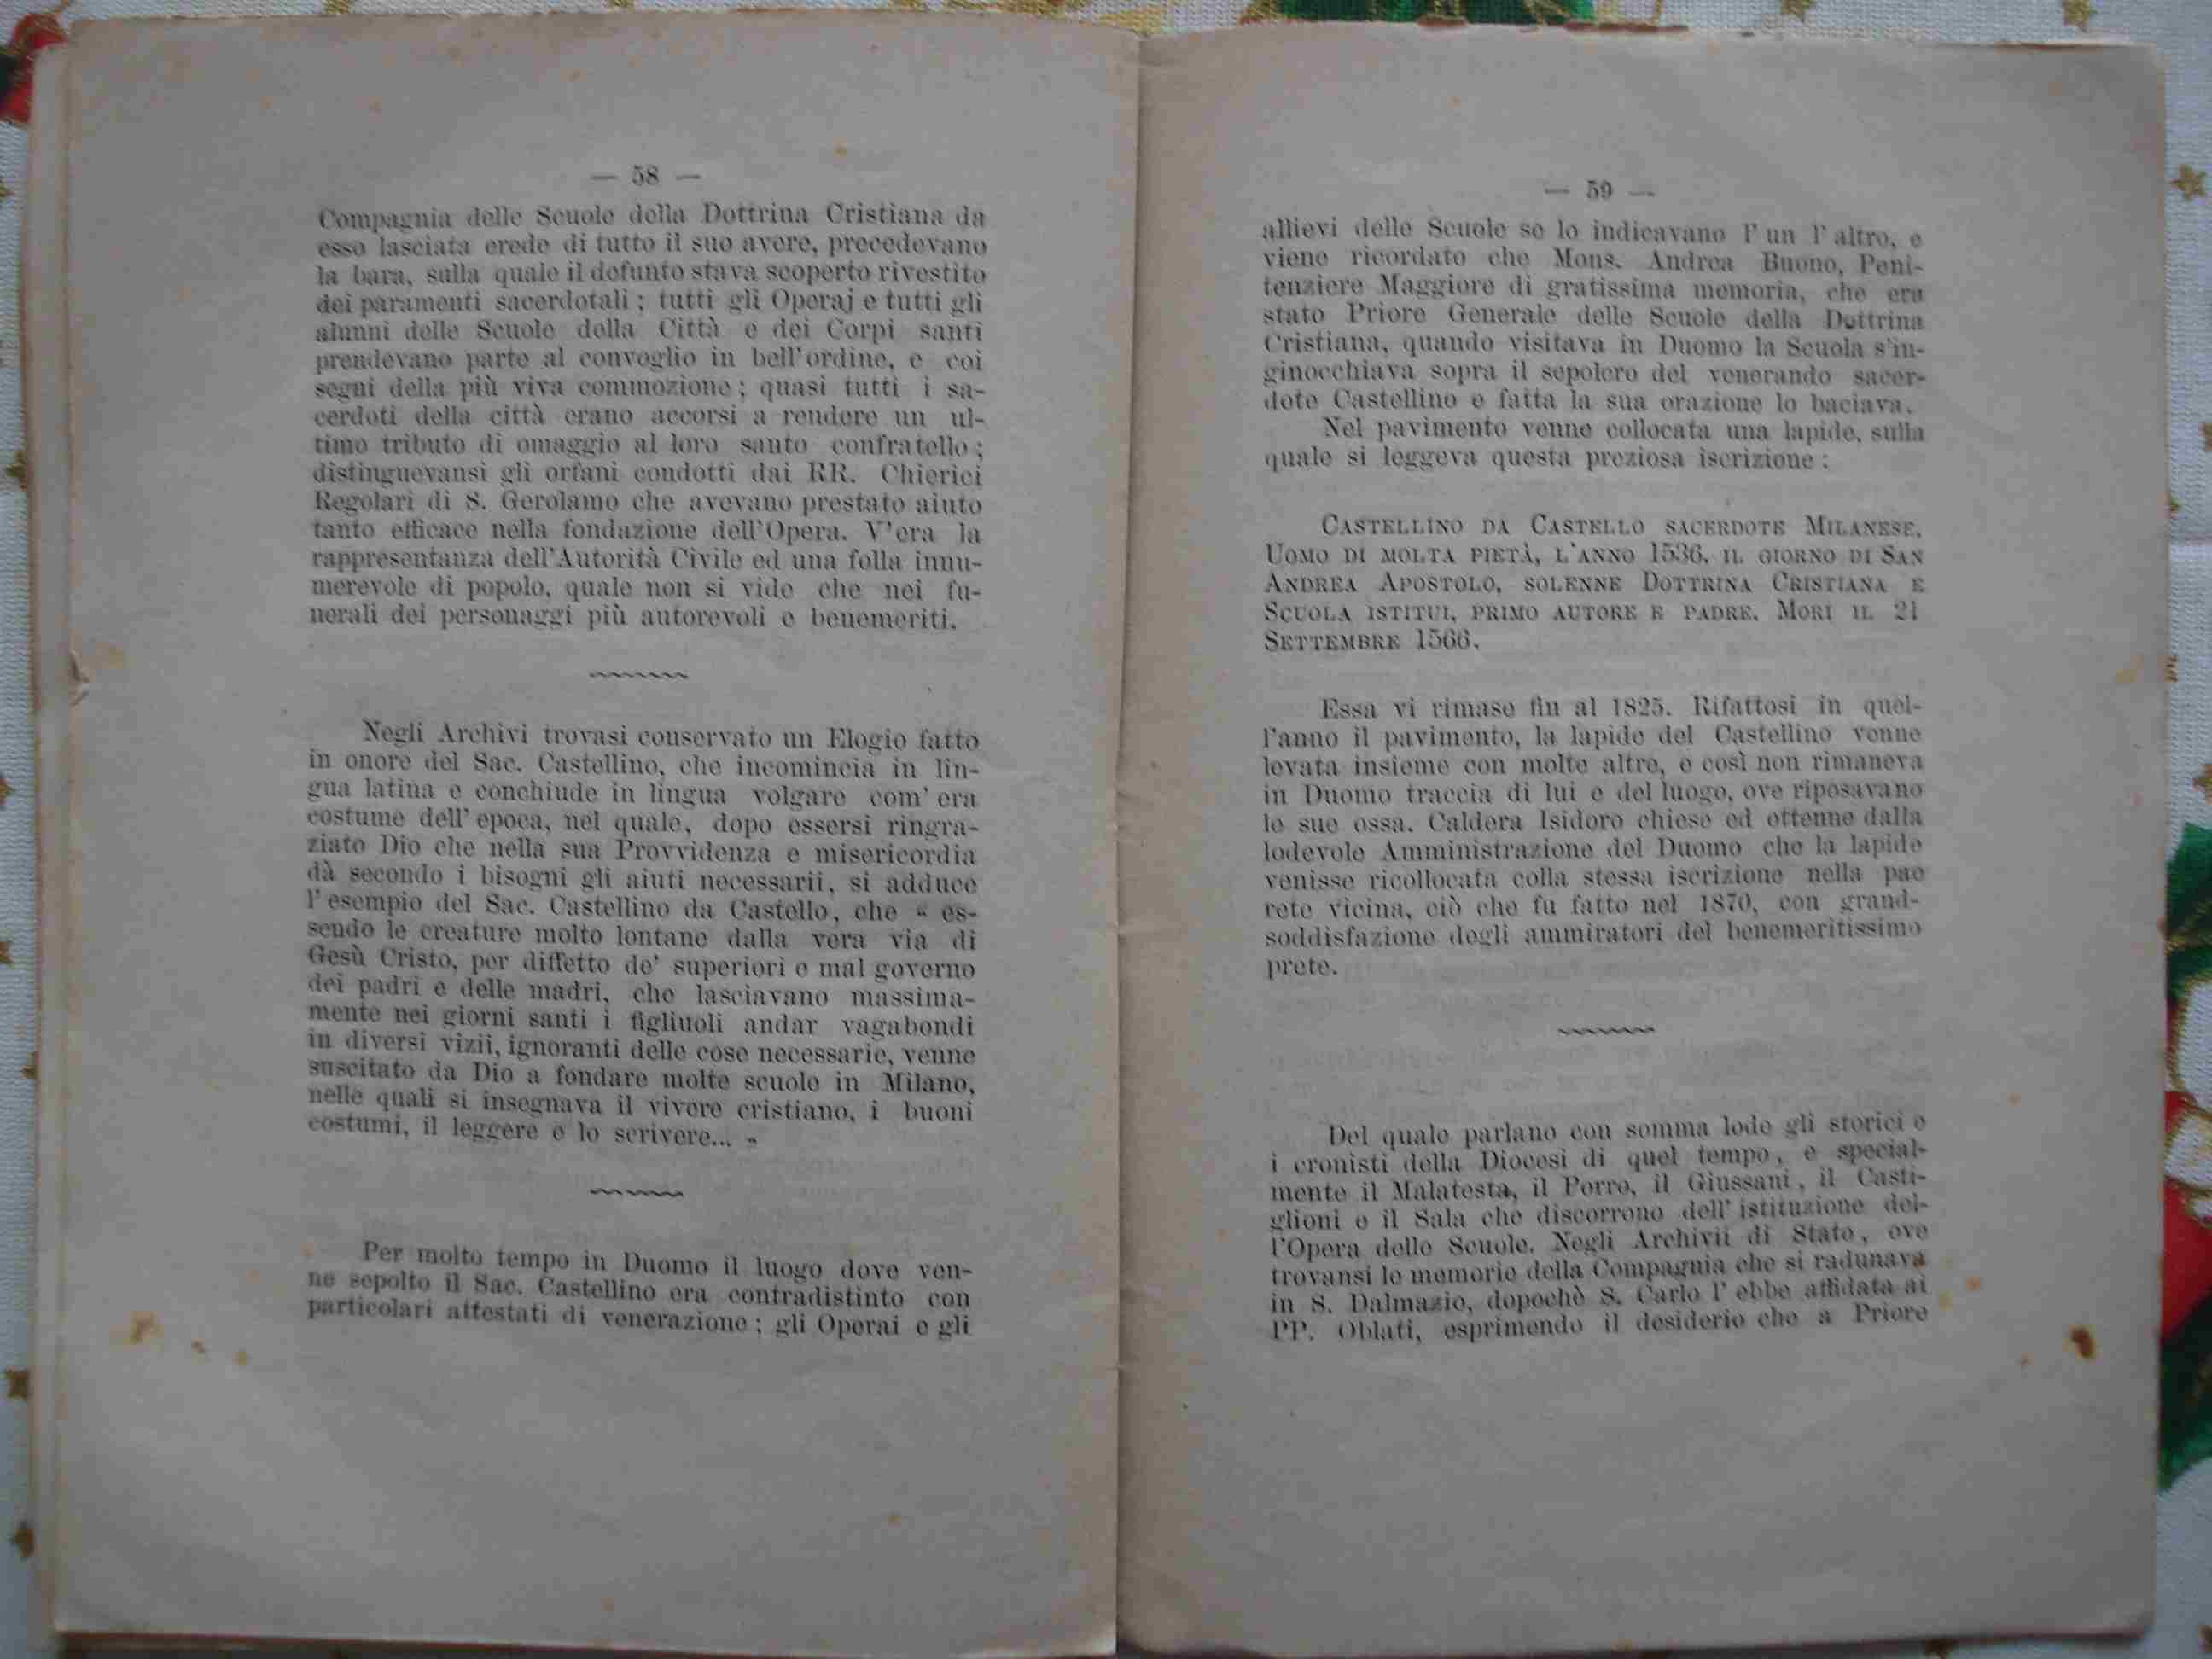 — 58 —
Compagnia delle Scuole della Dottrina Cristiana da
esso lasciata erede di tutto il suo avere, precedevano
la bara, sulla quale il defunto stava scoperto rivestito
dei paramenti sacerdotali; tutti gli Operaj e tutti gli
alunni delle Scuole della Città e dei Corpi santi
prendevano parte al convoglio in bell'ordine, e coi
segni della più viva commozione; quasi tutti i sa-
cerdoti della città erano accorsi a rendere un ul-
timo tributo di omaggio al loro santo confratello;
distinguevansi gli orfani condotti dai RR. Chierici
Regolari di S. Gerolamo che avevano prestato aiuto
tanto efficace nella fondazione dell'Opera. V'era la
rappresentanza dell'Autorità Civile ed una folla innu-
merevole di popolo, quale non si vide che nei fu-
nerali dei personaggi più autorevoli e benemeriti.
Negli Archivi trovasi conservato un Elogio fatto
in onore del Sac. Castellino, che incomincia in lin-
gua latina e conchiude in lingua volgare com' era
costume dell' epoca, nel quale, dopo essersi ringra-
ziato Dio che nella sua Provvidenza e misericordia
dà secondo i bisogni gli aiuti necessarii, si adduce
l' esempio del Sac. Castellino da Castello, che “ es-
sendo le creature molto lontane dalla vera via di
Gesù Cristo, per diffetto de' superiori e mal governo
dei padri e delle madri, che lasciavano massima-
mente nei giorni santi i figliuoli andar vagabondi
in diversi vizii, ignoranti delle cose necessarie, venne
suscitato da Dio a fondare molte scuole in Milano,
nelle quali si insegnava il vivere cristiano, i buoni
costumi, il leggere e lo scrivere... „
Per molto tempo in Duomo il luogo dove ven-
ne sepolto il Sac. Castellino era contradistinto con
particolari attestati di venerazione; gli Operai e gli
— 59 —
allievi delle Scuole se lo indicavano l' un l' altro, e
viene ricordato che Mons. Andrea Buono, Peni-
tenziere Maggiore di gratissima memoria, che era
stato Priore Generale delle Scuole della Dottrina
Cristiana, quando visitava in Duomo la Scuola s'in-
ginocchiava sopra il sepolcro del venerando sacer-
dote Castellino e fatta la sua orazione lo baciava.
Nel pavimento venne collocata una lapide, sulla
quale si leggeva questa preziosa iscrizione:
CASTELLINO DA CASTELLO SACERDOTE MILANESE,
UOMO DI MOLTA PIETÀ, L'ANNO 1536, IL GIORNO DI SAN
ANDREA APOSTOLO, SOLENNE DOTTRINA CRISTIANA E
SCUOLA ISTITUÌ, PRIMO AUTORE E PADRE. MORÌ IL 21
SETTEMBRE 1566.
Essa vi rimase fin al 1825. Rifattosi in quel-
l'anno il pavimento, la lapide del Castellino venne
levata insieme con molte altre, e così non rimaneva
in Duomo traccia di lui e del luogo, ove riposavano
le sue ossa. Caldera Isidoro chiese ed ottenne dalla
lodevole Amministrazione del Duomo che la lapide
venisse ricollocata colla stessa iscrizione nella pae
rete vicina, ciò che fu fatto nel 1870, con grand-
soddisfazione degli ammiratori del benemeritissimo
prete.
Del quale parlano con somma lode gli storici e
i cronisti della Diocesi di quel tempo, e special-
mente il Malatesta, il Porro, il Giussani, il Casti-
glioni e il Sala che discorrono dell' istituzione del-
l'Opera delle Scuole. Negli Archivii di Stato, ove
trovansi le memorie della Compagnia che si radunava
in S. Dalmazio, dopochè S. Carlo l' ebbe affidata ai
PP. Oblati, esprimendo il desiderio che a Priore